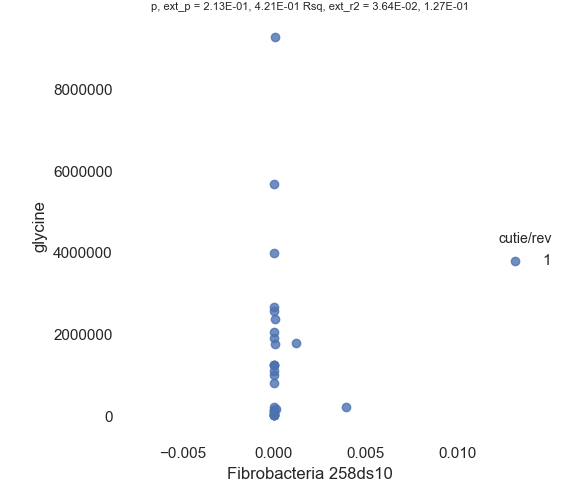 p, ext_p = 2.13E-01, 4.21E-01 Rsq, ext_r2 = 3.64E-02, 1.27E-01
8000000
6000000
4000000
2000000
0
glycine
cutie/rev
1
−0.005 0.000 0.005 0.010
Fibrobacteria 258ds10